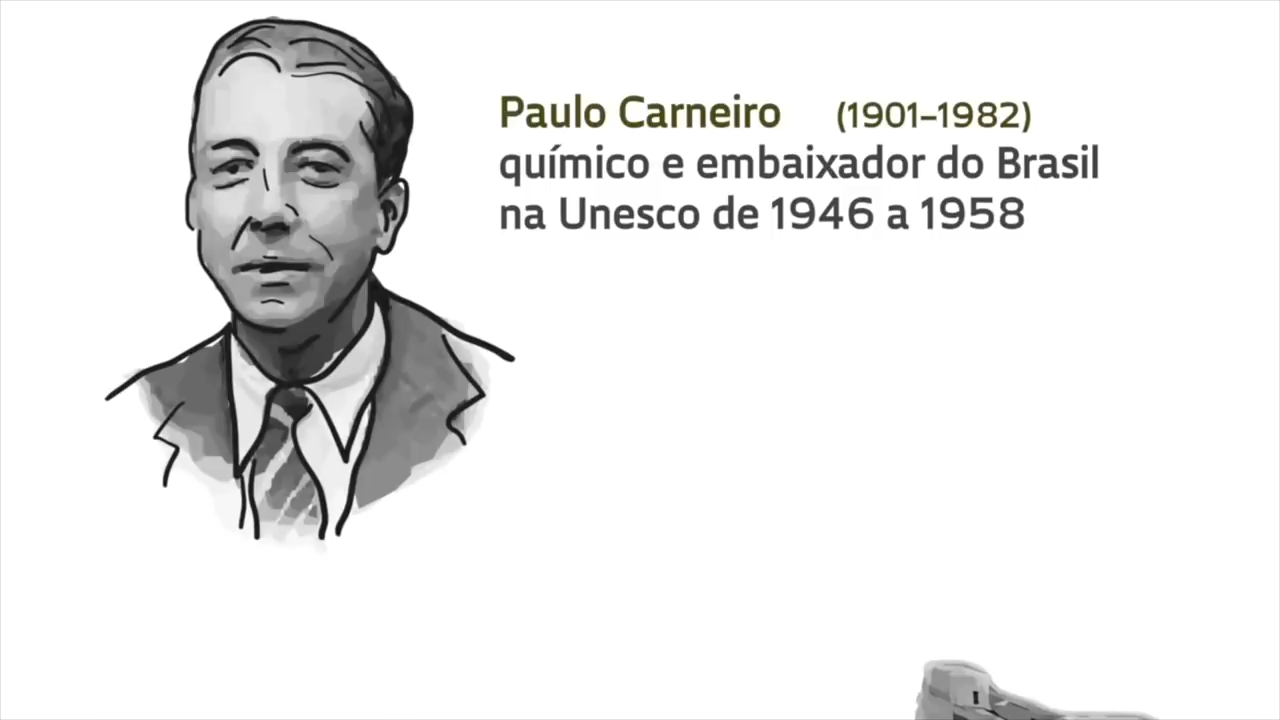 Paulo Carneiro (1901–1982)
químico e embaixador do Brasil
na Unesco de 1946 a 1958